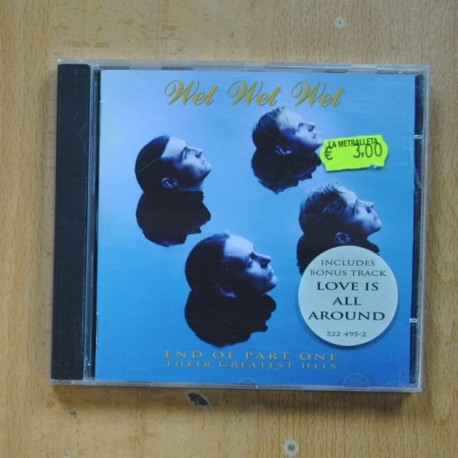 Wet Wet Wet
LA METRALLETA
€ 3,00
INCLUDES
BONUS TRACK
LOVE IS
ALL
AROUND
522 495-2
END OF PART ONE
THEIR GREATEST HITS